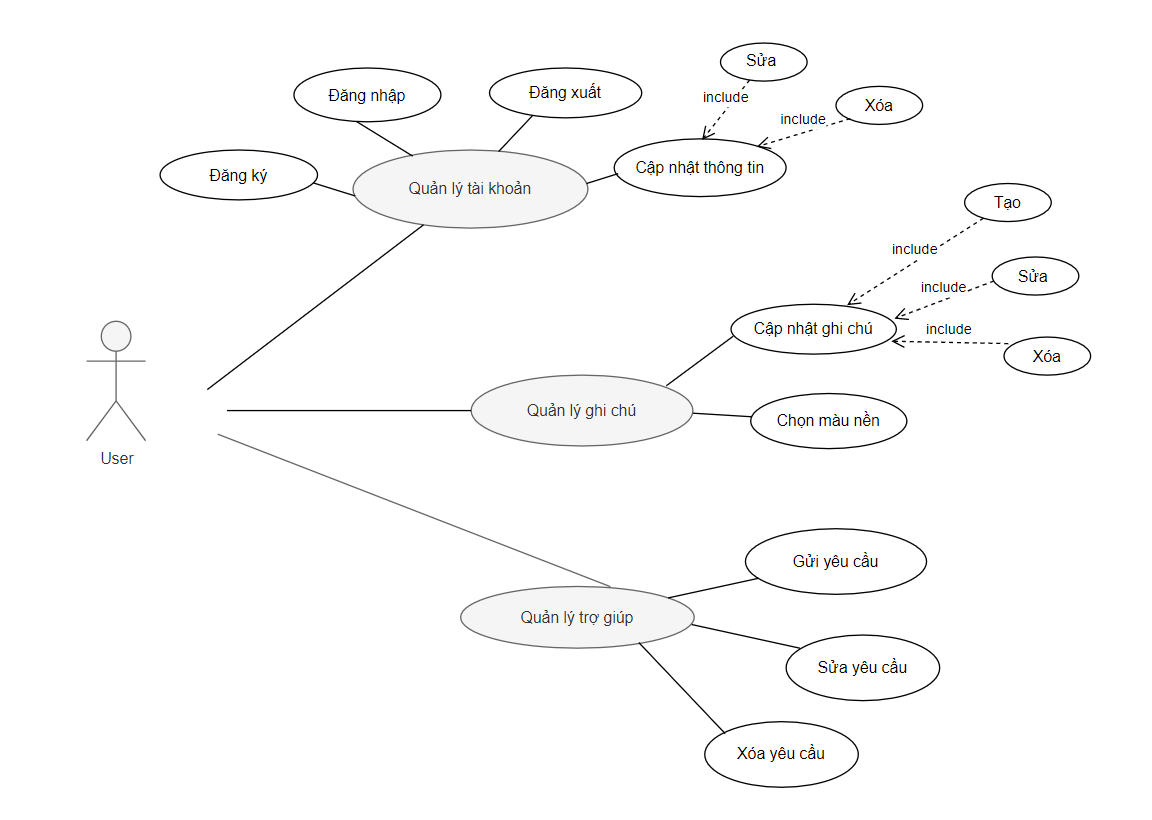 Sửa
include
Xóa
include
Đăng nhập
Đăng xuất
Đăng ký
Quản lý tài khoản
Cập nhật thông tin
Tạo
include
Sửa
include
Cập nhật ghi chú
include
Xóa
Quản lý ghi chú
Chọn màu nền
User
Gửi yêu cầu
Quản lý trợ giúp
Sửa yêu cầu
Xóa yêu cầu